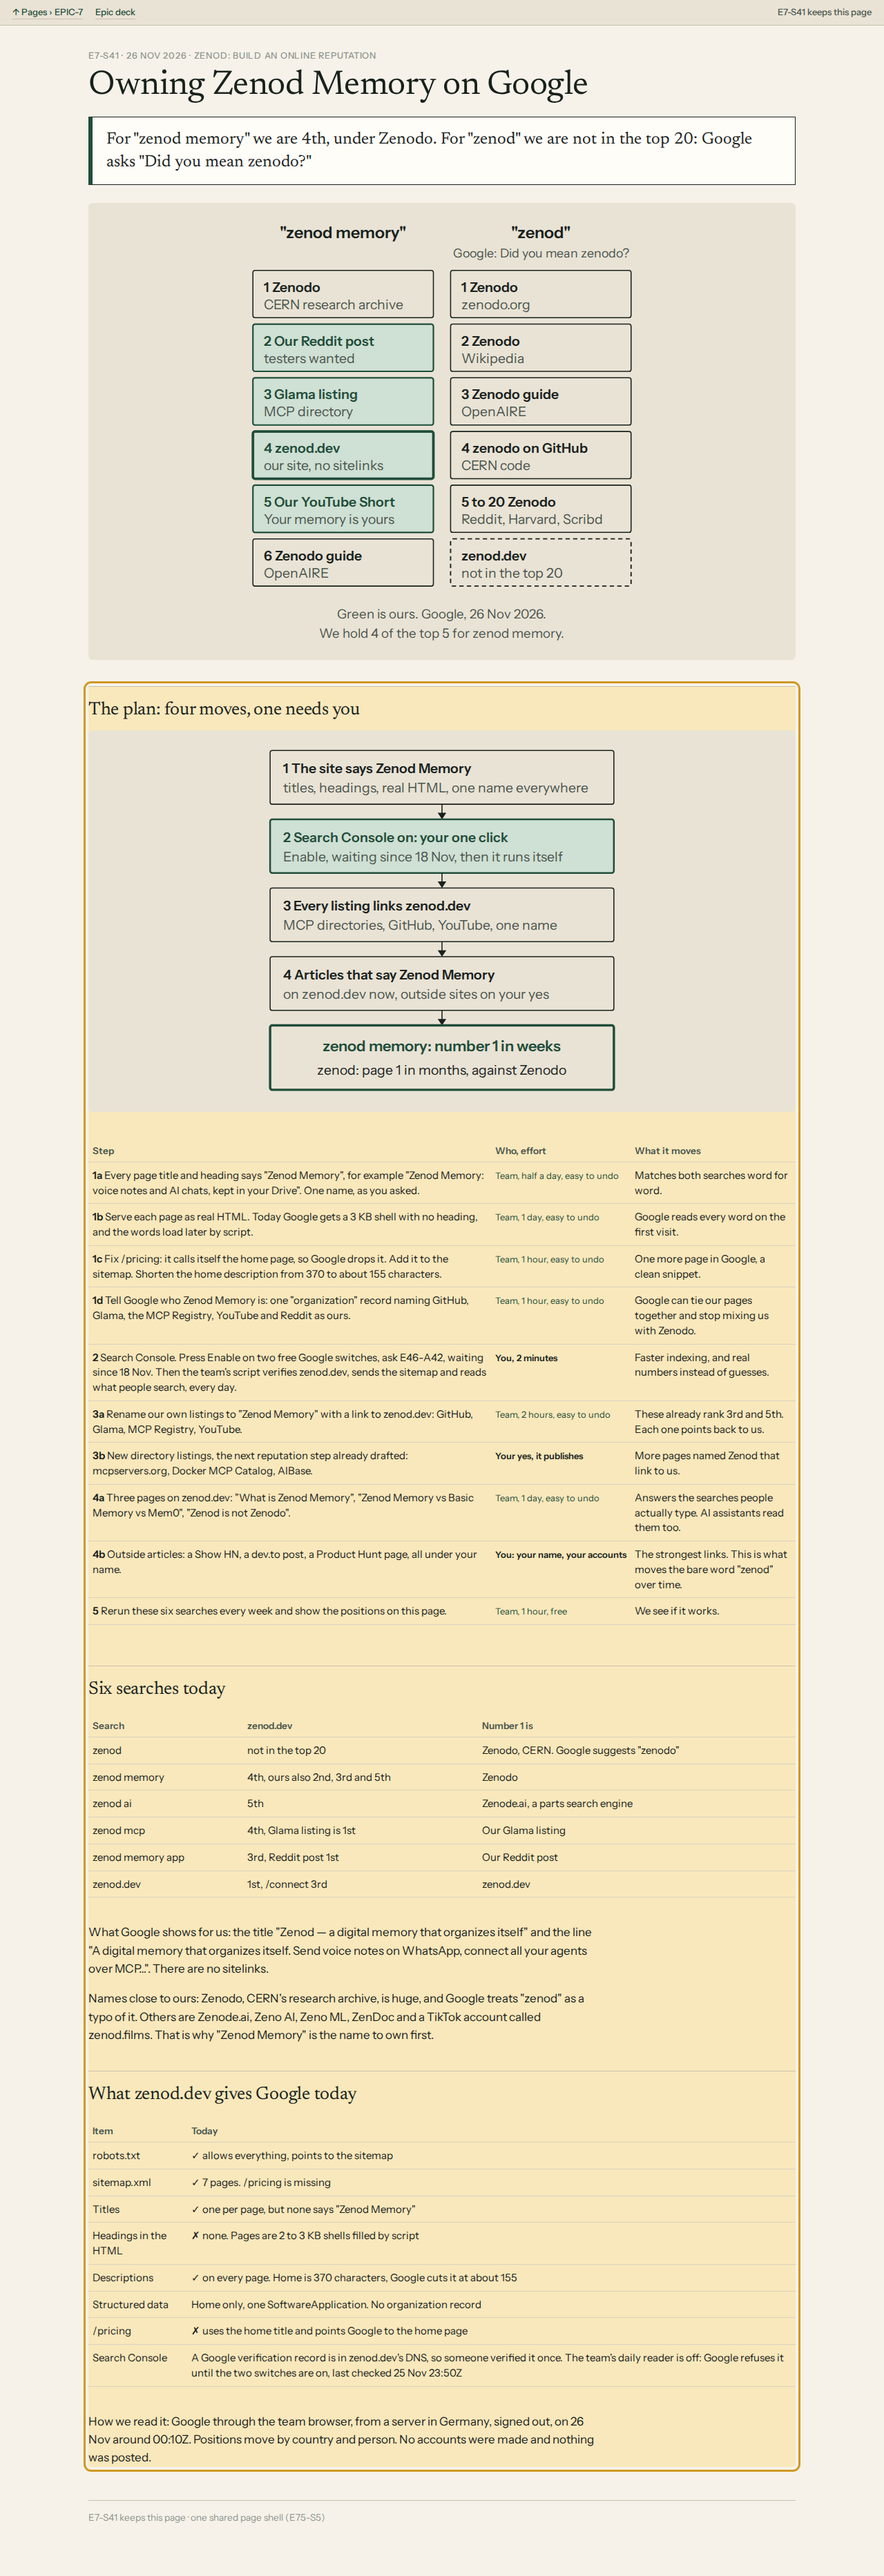 ↑ Pages › EPIC-7 Epic deck E7-S41 keeps this page
E7-S41 · 26 NOV 2026 · ZENOD: BUILD AN ONLINE REPUTATION
Owning Zenod Memory on Google
For "zenod memory" we are 4th, under Zenodo. For "zenod" we are not in the top 20: Google
asks "Did you mean zenodo?"
"zenod memory"
1 Zenodo
CERN research archive
2 Our Reddit post
testers wanted
3 Glama listing
MCP directory
4 zenod.dev
our site, no sitelinks
5 Our YouTube Short
Your memory is yours
6 Zenodo guide
OpenAIRE
"zenod"
Google: Did you mean zenodo?
1 Zenodo
zenodo.org
2 Zenodo
Wikipedia
3 Zenodo guide
OpenAIRE
4 zenodo on GitHub
CERN code
5 to 20 Zenodo
Reddit, Harvard, Scribd
zenod.dev
not in the top 20
Green is ours. Google, 26 Nov 2026.
We hold 4 of the top 5 for zenod memory.
The plan: four moves, one needs you
1 The site says Zenod Memory
titles, headings, real HTML, one name everywhere
2 Search Console on: your one click
Enable, waiting since 18 Nov, then it runs itself
3 Every listing links zenod.dev
MCP directories, GitHub, YouTube, one name
4 Articles that say Zenod Memory
on zenod.dev now, outside sites on your yes
zenod memory: number 1 in weeks
zenod: page 1 in months, against Zenodo
Step Who, effort What it moves
1a Every page title and heading says "Zenod Memory", for example "Zenod Memory:
voice notes and AI chats, kept in your Drive". One name, as you asked.
Team, half a day, easy to undo
Matches both searches word for
word.
1b Serve each page as real HTML. Today Google gets a 3 KB shell with no heading,
and the words load later by script.
Team, 1 day, easy to undo
Google reads every word on the
first visit.
1c Fix /pricing: it calls itself the home page, so Google drops it. Add it to the
sitemap. Shorten the home description from 370 to about 155 characters.
Team, 1 hour, easy to undo
One more page in Google, a
clean snippet.
1d Tell Google who Zenod Memory is: one "organization" record naming GitHub,
Glama, the MCP Registry, YouTube and Reddit as ours.
Team, 1 hour, easy to undo
Google can tie our pages
together and stop mixing us
with Zenodo.
2 Search Console. Press Enable on two free Google switches, ask E46-A42, waiting
since 18 Nov. Then the team's script verifies zenod.dev, sends the sitemap and reads
what people search, every day.
You, 2 minutes
Faster indexing, and real
numbers instead of guesses.
3a Rename our own listings to "Zenod Memory" with a link to zenod.dev: GitHub,
Glama, MCP Registry, YouTube.
Team, 2 hours, easy to undo
These already rank 3rd and 5th.
Each one points back to us.
3b New directory listings, the next reputation step already drafted:
mcpservers.org, Docker MCP Catalog, AIBase.
Your yes, it publishes
More pages named Zenod that
link to us.
4a Three pages on zenod.dev: "What is Zenod Memory", "Zenod Memory vs Basic
Memory vs Mem0", "Zenod is not Zenodo".
Team, 1 day, easy to undo
Answers the searches people
actually type. AI assistants read
them too.
4b Outside articles: a Show HN, a dev.to post, a Product Hunt page, all under your
name.
You: your name, your accounts
The strongest links. This is what
moves the bare word "zenod"
over time.
5 Rerun these six searches every week and show the positions on this page.
Team, 1 hour, free
We see if it works.
Six searches today
Search zenod.dev Number 1 is
zenod not in the top 20 Zenodo, CERN. Google suggests "zenodo"
zenod memory 4th, ours also 2nd, 3rd and 5th Zenodo
zenod ai 5th Zenode.ai, a parts search engine
zenod mcp 4th, Glama listing is 1st Our Glama listing
zenod memory app 3rd, Reddit post 1st Our Reddit post
zenod.dev 1st, /connect 3rd zenod.dev
What Google shows for us: the title "Zenod — a digital memory that organizes itself" and the line
"A digital memory that organizes itself. Send voice notes on WhatsApp, connect all your agents
over MCP...". There are no sitelinks.
Names close to ours: Zenodo, CERN's research archive, is huge, and Google treats "zenod" as a
typo of it. Others are Zenode.ai, Zeno AI, Zeno ML, ZenDoc and a TikTok account called
zenod.films. That is why "Zenod Memory" is the name to own first.
What zenod.dev gives Google today
Item Today
robots.txt ✓ allows everything, points to the sitemap
sitemap.xml ✓ 7 pages. /pricing is missing
Titles ✓ one per page, but none says "Zenod Memory"
Headings in the
HTML
✗ none. Pages are 2 to 3 KB shells filled by script
Descriptions ✓ on every page. Home is 370 characters, Google cuts it at about 155
Structured data Home only, one SoftwareApplication. No organization record
/pricing ✗ uses the home title and points Google to the home page
Search Console A Google verification record is in zenod.dev's DNS, so someone verified it once. The team's daily reader is off: Google refuses it
until the two switches are on, last checked 25 Nov 23:50Z
How we read it: Google through the team browser, from a server in Germany, signed out, on 26
Nov around 00:10Z. Positions move by country and person. No accounts were made and nothing
was posted.
E7-S41 keeps this page · one shared page shell (E75-S5)